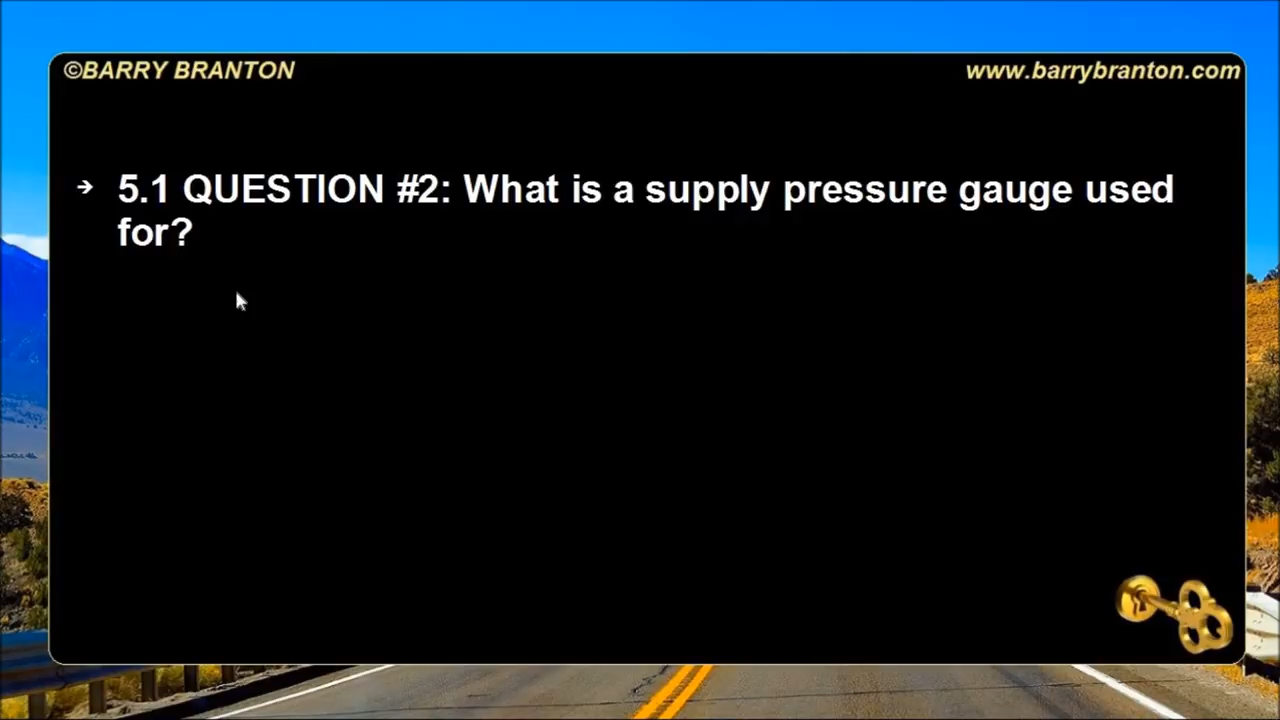 ©BARRY BRANTON
www.barrybranton.com
➔ 5.1 QUESTION #2: What is a supply pressure gauge used
for?